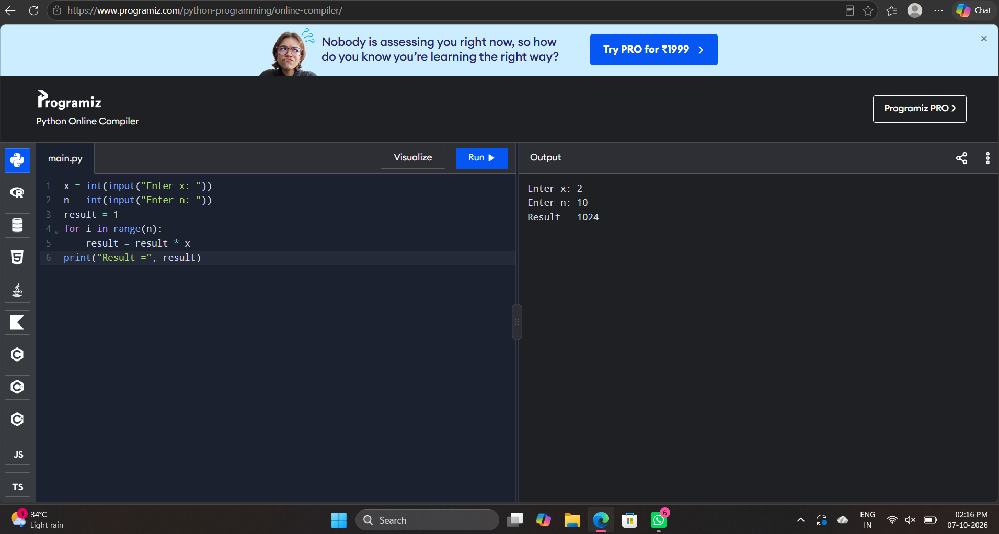 https://www.programiz.com/python-programming/online-compiler/
Chat
Nobody is assessing you right now, so how
do you know you're learning the right way?
Try PRO for ₹1999
Programiz
Python Online Compiler
Programiz PRO
main.py
Visualize
Run
Output
1 x = int(input("Enter x: "))
2 n = int(input("Enter n: "))
3 result = 1
4 for i in range(n):
5     result = result * x
6 print("Result =", result)
Enter x: 2
Enter n: 10
Result = 1024
R
5
C
C
C
JS
TS
1
34°C
Light rain
Search
6
ENG
IN
02:16 PM
07-10-2026